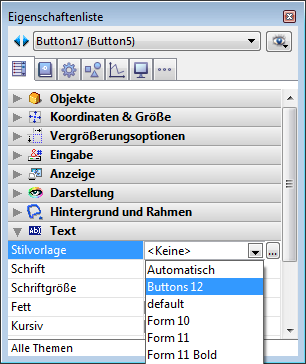 Eigenschaftenliste
Button17 (Button5)
Objekte
Koordinaten & Größe
Vergrößerungsoptionen
Eingabe
Anzeige
Darstellung
Hintergrund und Rahmen
Text
Stilvorlage <Keine> ...
Schrift
Schriftgröße
Fett
Kursiv
Automatisch
Buttons 12
default
Form 10
Form 11
Form 11 Bold
Alle Themen